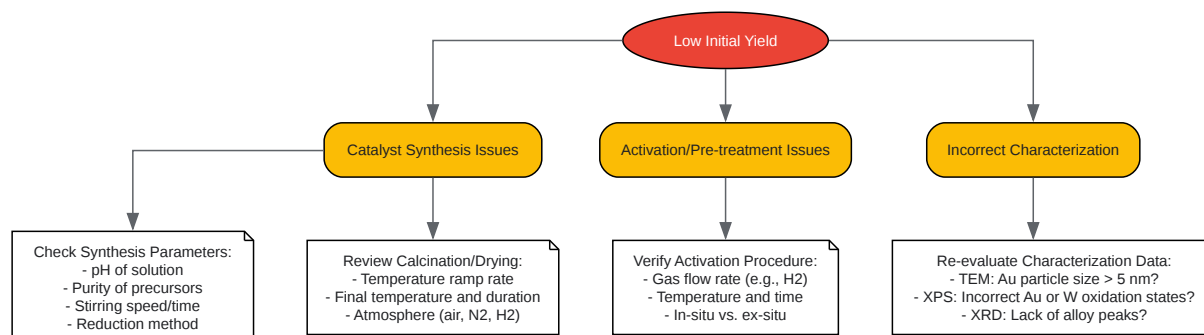 Low Initial Yield
Catalyst Synthesis Issues
Activation/Pre-treatment Issues
Incorrect Characterization
Check Synthesis Parameters:
- pH of solution
- Purity of precursors
- Stirring speed/time
- Reduction method
Review Calcination/Drying:
- Temperature ramp rate
- Final temperature and duration
- Atmosphere (air, N2, H2)
Verify Activation Procedure:
- Gas flow rate (e.g., H2)
- Temperature and time
- In-situ vs. ex-situ
Re-evaluate Characterization Data:
- TEM: Au particle size > 5 nm?
- XPS: Incorrect Au or W oxidation states?
- XRD: Lack of alloy peaks?